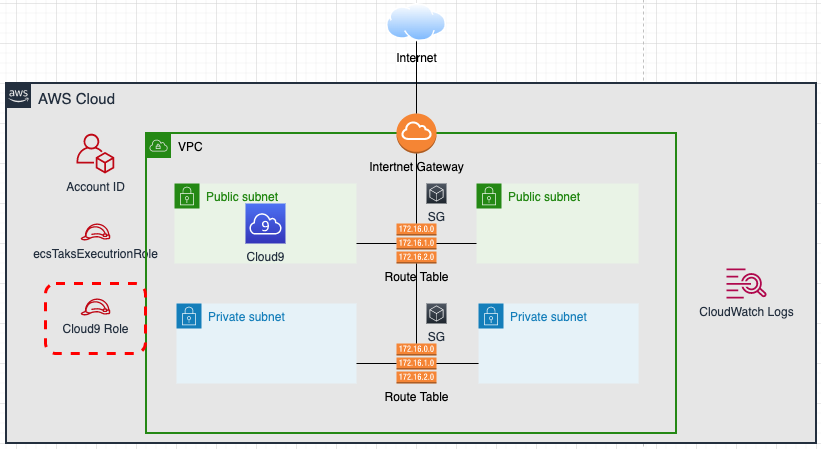 Internet
aws
AWS Cloud
VPC
Intertnet Gateway
Account ID
Public subnet
SG
Public subnet
9
172.16.0.0
172.16.1.0
172.16.2.0
ecsTaksExecutrionRole
Cloud9
Route Table
Cloud9 Role
Private subnet
SG
Private subnet
CloudWatch Logs
172.16.0.0
172.16.1.0
172.16.2.0
Route Table